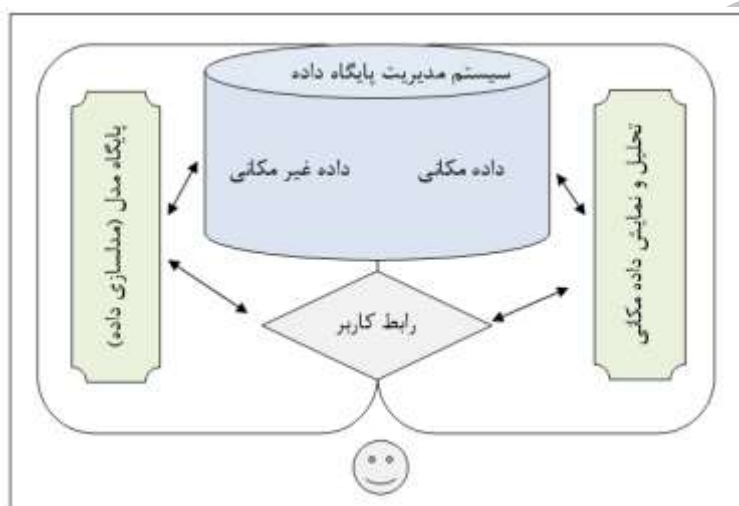 سیستم مدیریت پایگاه داده
داده مکانی
داده غیر مکانی
تحلیل و نمایش داده مکانی
پایگاه مدل (مدلسازی داده)
رابط کاربر